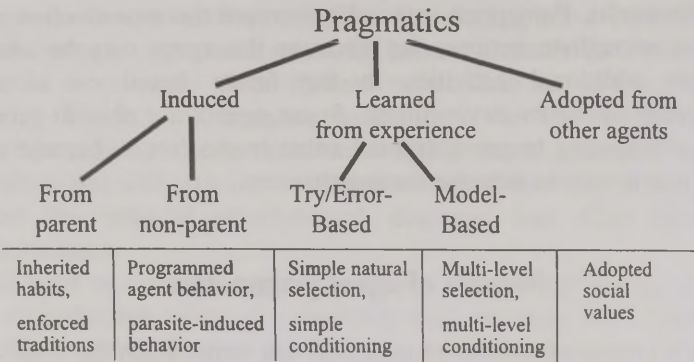 Pragmatics
Induced
Learned
from experience
Adopted from
other agents
From
parent
From
non-parent
Try/Error-
Based
Model-
Based
Inherited
habits,
enforced
traditions
Programmed
agent behavior,
parasite-induced
behavior
Simple natural
selection,
simple
conditioning
Multi-level
selection,
multi-level
conditioning
Adopted
social
values